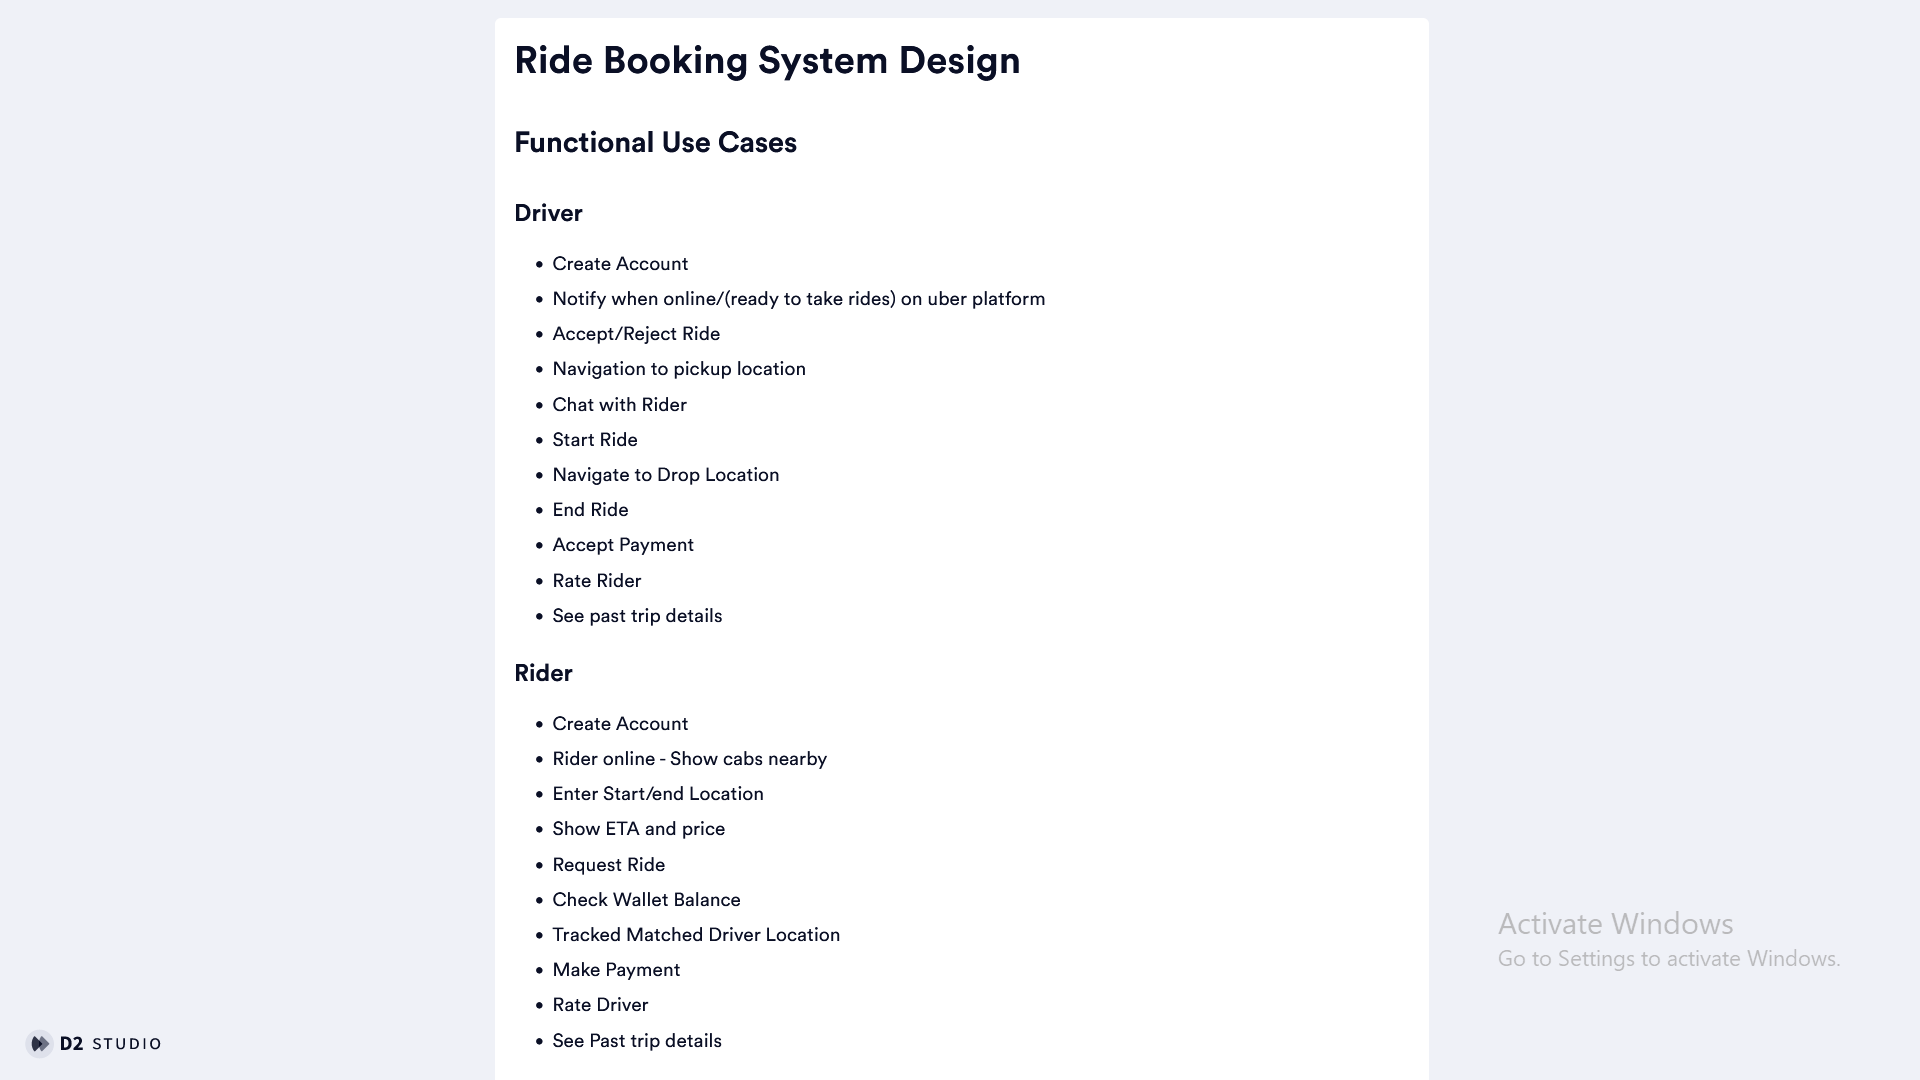 Ride Booking System Design
Functional Use Cases
Driver
• Create Account
• Notify when online/(ready to take rides) on uber platform
• Accept/Reject Ride
• Navigation to pickup location
• Chat with Rider
• Start Ride
• Navigate to Drop Location
• End Ride
• Accept Payment
• Rate Rider
• See past trip details
Rider
• Create Account
• Rider online - Show cabs nearby
• Enter Start/end Location
• Show ETA and price
• Request Ride
• Check Wallet Balance
• Tracked Matched Driver Location
• Make Payment
• Rate Driver
• See Past trip details
Activate Windows
Go to Settings to activate Windows.
D2 STUDIO